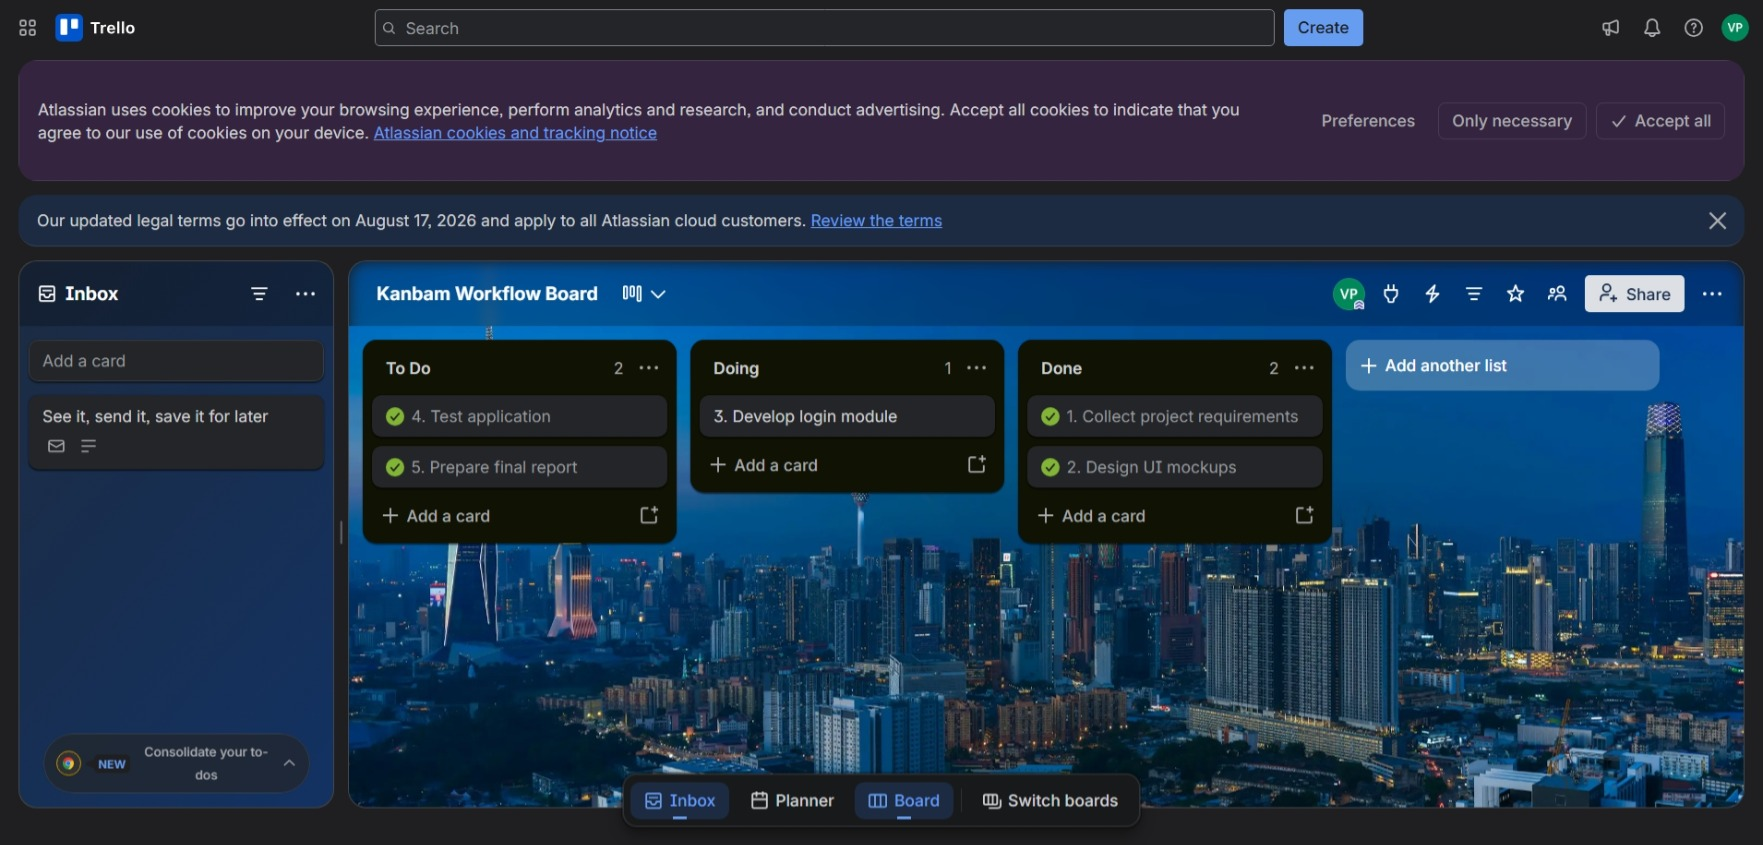 Trello
Search
Create
VP
Atlassian uses cookies to improve your browsing experience, perform analytics and research, and conduct advertising. Accept all cookies to indicate that you
agree to our use of cookies on your device. Atlassian cookies and tracking notice
Preferences
Only necessary
Accept all
Our updated legal terms go into effect on August 17, 2026 and apply to all Atlassian cloud customers. Review the terms
Inbox
Add a card
See it, send it, save it for later
NEW
Consolidate your to-
dos
Kanbam Workflow Board
VP
Share
To Do
2
4. Test application
5. Prepare final report
Add a card
Doing
1
3. Develop login module
Add a card
Done
2
1. Collect project requirements
2. Design UI mockups
Add a card
Add another list
Inbox
Planner
Board
Switch boards